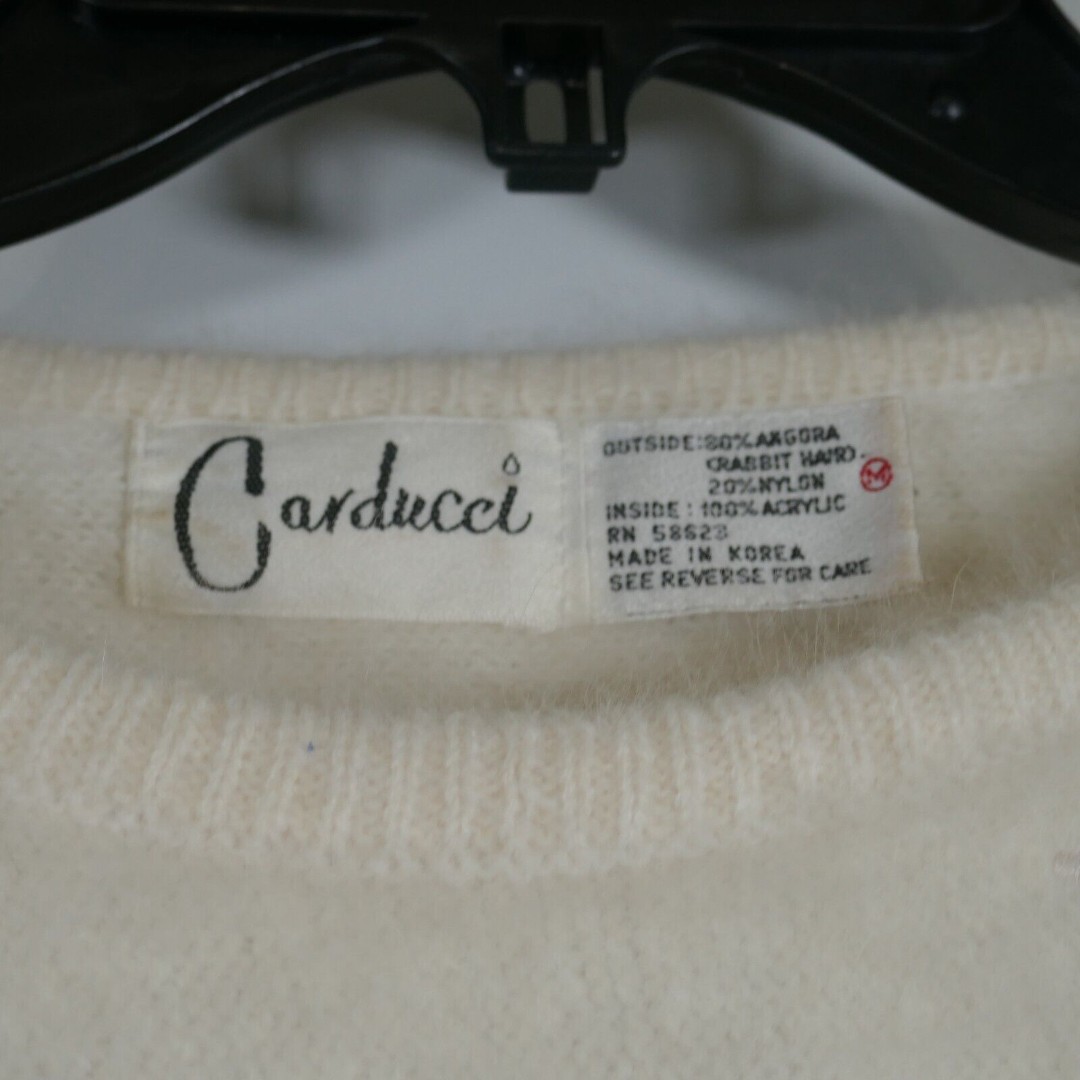 Carducci
OUTSIDE: 80% ANGORA
(RABBIT HAIR).
20% NYLON
M
INSIDE: 100% ACRYLIC
RN 58623
MADE IN KOREA
SEE REVERSE FOR CARE